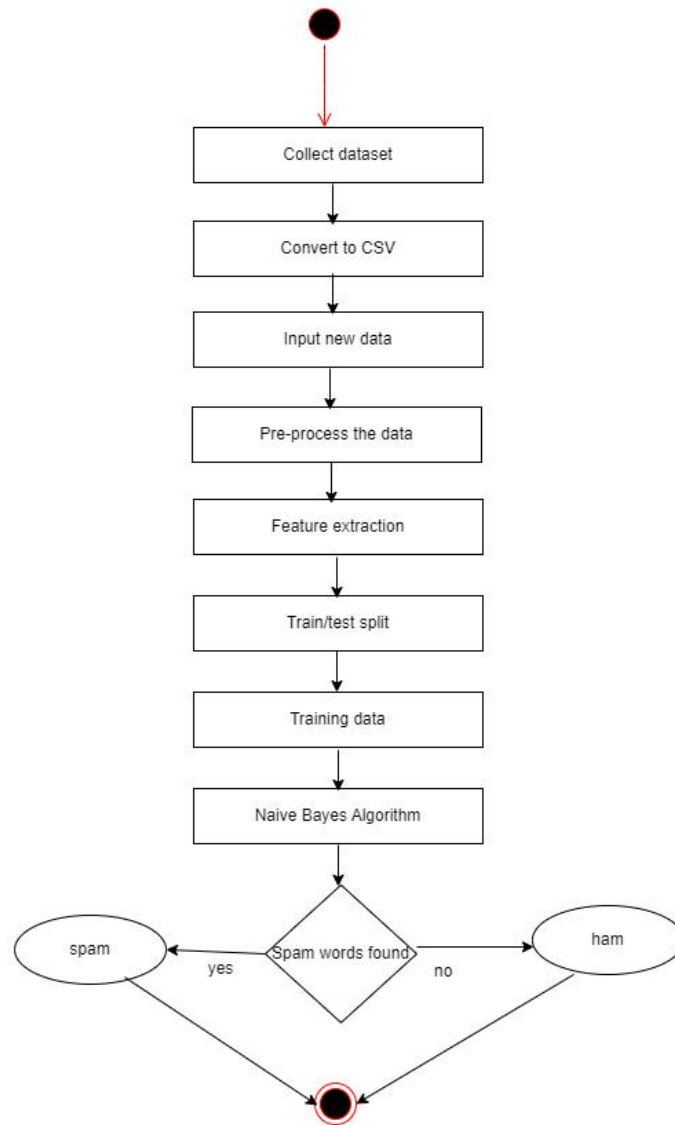 Collect dataset
Convert to CSV
Input new data
Pre-process the data
Feature extraction
Train/test split
Training data
Naive Bayes Algorithm
spam
yes
Spam words found
no
ham